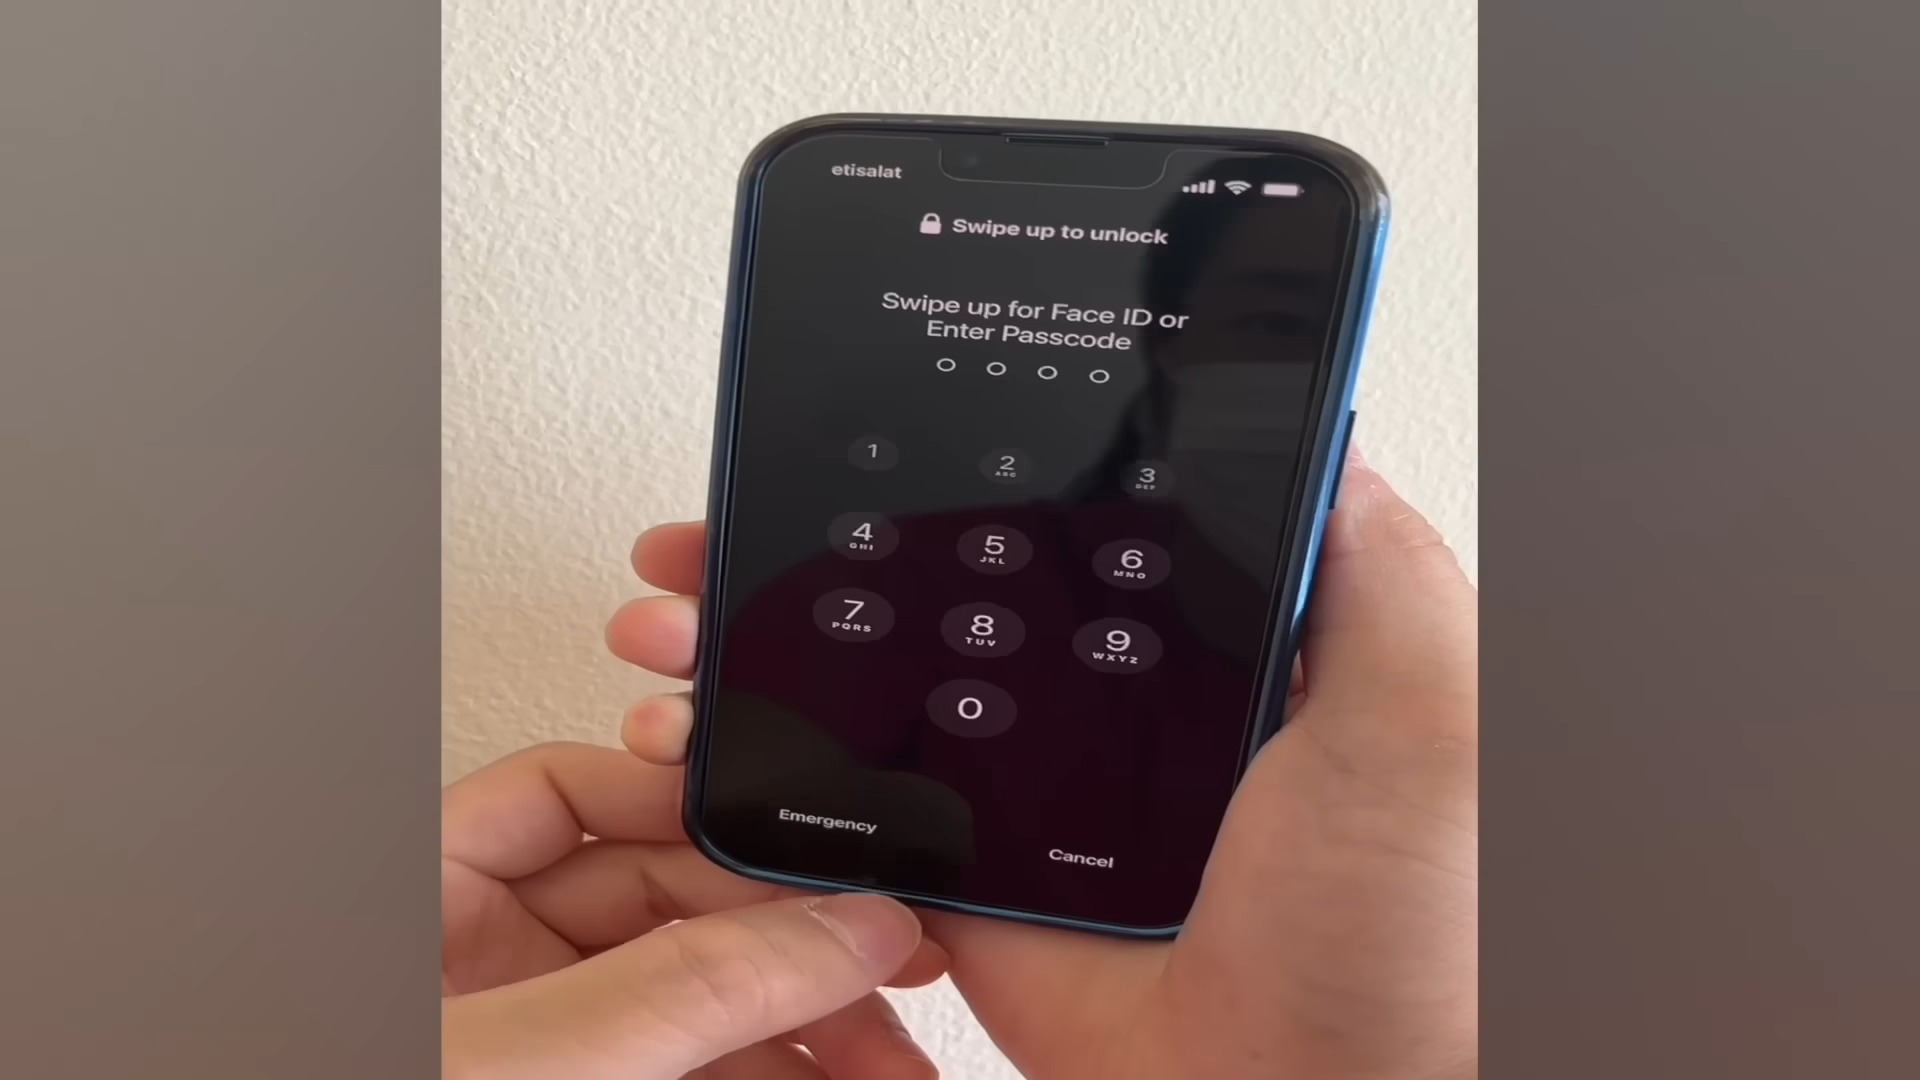 etisalat
Swipe up to unlock
Swipe up for Face ID or
Enter Passcode
1
2
ABC
3
DEF
4
GHI
5
JKL
6
MNO
7
PQRS
8
TUV
9
WXYZ
0
Emergency
Cancel